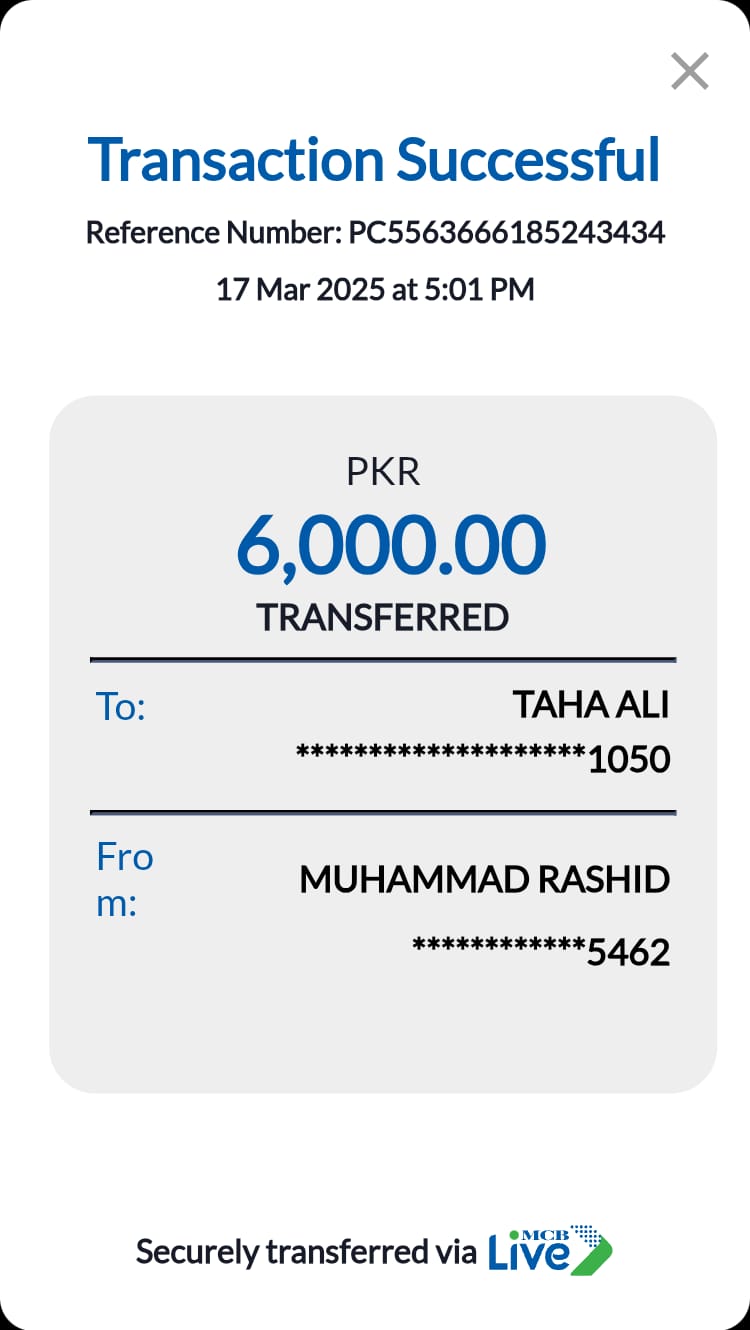 Transaction Successful
Reference Number: PC5563666185243434
17 Mar 2025 at 5:01 PM
PKR
6,000.00
TRANSFERRED
To:
TAHA ALI
********************1050
Fro
m:
MUHAMMAD RASHID
************5462
Securely transferred via MCB Live